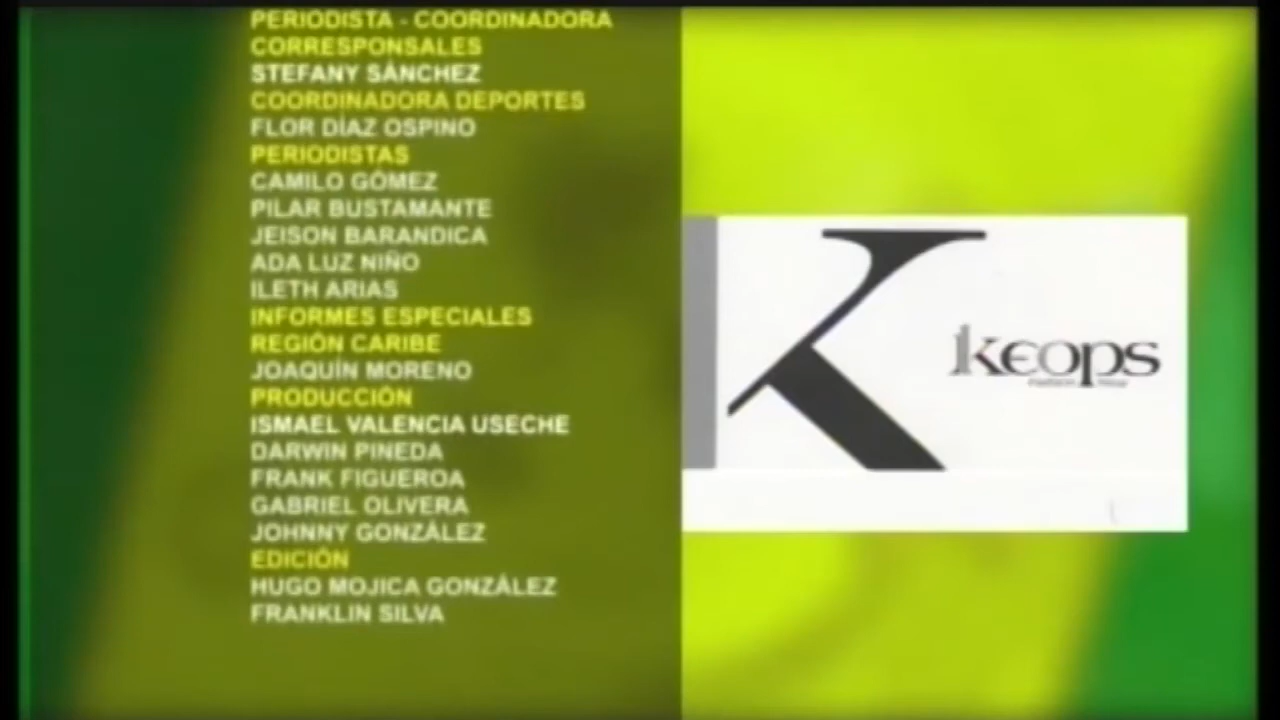 PERIODISTA - COORDINADORA
CORRESPONSALES
STEFANY SÁNCHEZ
COORDINADORA DEPORTES
FLOR DÍAZ OSPINO
PERIODISTAS
CAMILO GÓMEZ
PILAR BUSTAMANTE
JEISON BARANDICA
ADA LUZ NIÑO
ILETH ARIAS
INFORMES ESPECIALES
REGIÓN CARIBE
JOAQUÍN MORENO
PRODUCCIÓN
ISMAEL VALENCIA USECHE
DARWIN PINEDA
FRANK FIGUEROA
GABRIEL OLIVERA
JOHNNY GONZÁLEZ
EDICIÓN
HUGO MOJICA GONZÁLEZ
FRANKLIN SILVA
K
keops